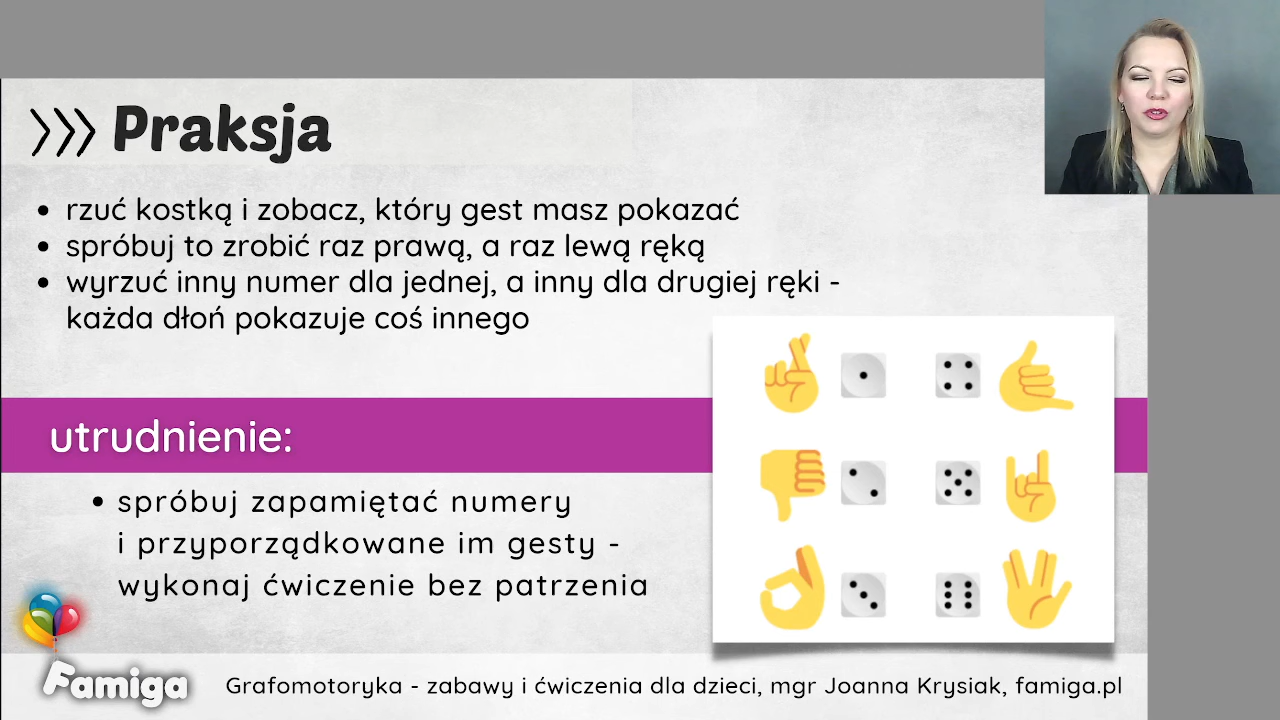 Praksja
• rzuć kostką i zobacz, który gest masz pokazać
• spróbuj to zrobić raz prawą, a raz lewą ręką
• wyrzuć inny numer dla jednej, a inny dla drugiej ręki -
każda dłoń pokazuje coś innego
utrudnienie:
• spróbuj zapamiętać numery
i przyporządkowane im gesty -
wykonaj ćwiczenie bez patrzenia
Famiga
Grafomotoryka - zabawy i ćwiczenia dla dzieci, mgr Joanna Krysiak, famiga.pl